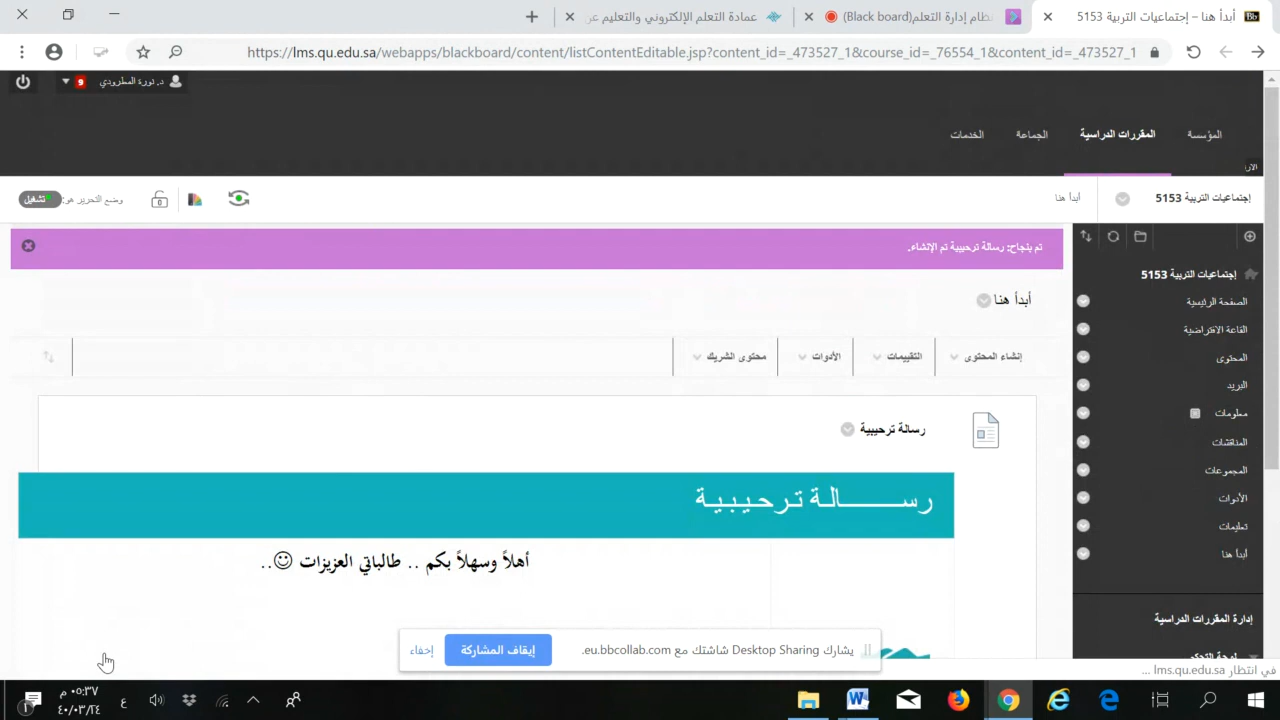 أبدأ هنا – إجتماعيات التربية 5153
نظام إدارة التعلم(Black board)
عمادة التعلم الإلكتروني والتعليم عن
https://lms.qu.edu.sa/webapps/blackboard/content/listContentEditable.jsp?content_id=_473527_1&course_id=_76554_1&content_id=_473527_1
د. نورة المطرودي
9
المؤسسة
المقررات الدراسية
الجماعة
الخدمات
إجتماعيات التربية 5153
أبدأ هنا
وضع التحرير هو:
تشغيل
تم بنجاح: رسالة ترحيبية تم الإنشاء.
أبدأ هنا
إنشاء المحتوى
التقييمات
الأدوات
محتوى الشريك
رسالة ترحيبية
رســـــــالـة تـرحـيـبـيـة
أهلاً وسهلاً بكم .. طالباتي العزيزات ☺..
إجتماعيات التربية 5153
الصفحة الرئيسية
القاعة الافتراضية
المحتوى
البريد
معلومات
المناقشات
المجموعات
الأدوات
تعليمات
أبدأ هنا
إدارة المقررات الدراسية
لوحة التحكم
يشارك Desktop Sharing شاشتك مع eu.bbcollab.com.
إيقاف المشاركة
إخفاء
في انتظار lms.qu.edu.sa ...
ع
٠٥:٣٧ م
٤٠/٠٣/٢٤